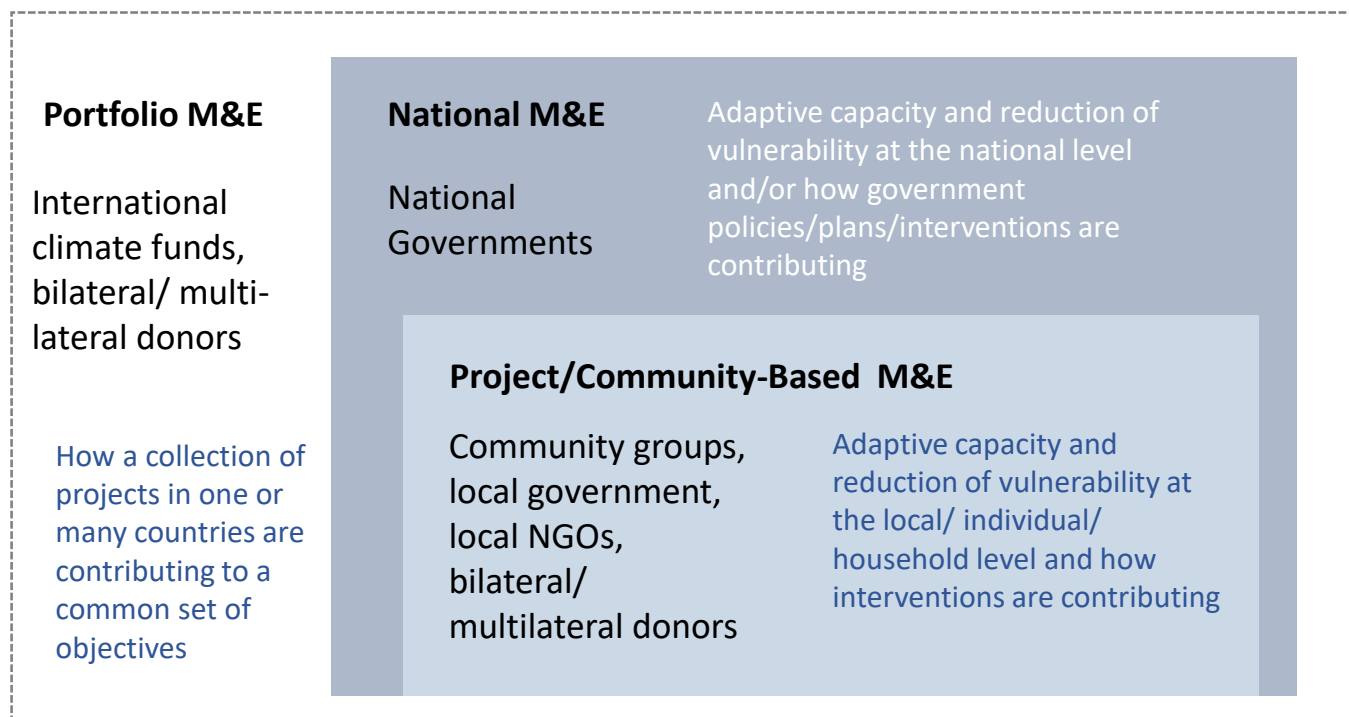 Portfolio M&E
International
climate funds,
bilateral/ multi-
lateral donors
How a collection of
projects in one or
many countries are
contributing to a
common set of
objectives
National M&E
National
Governments
Adaptive capacity and reduction of
vulnerability at the national level
and/or how government
policies/plans/interventions are
contributing
Project/Community-Based  M&E
Community groups,
local government,
local NGOs,
bilateral/
multilateral donors
Adaptive capacity and
reduction of vulnerability at
the local/ individual/
household level and how
interventions are contributing